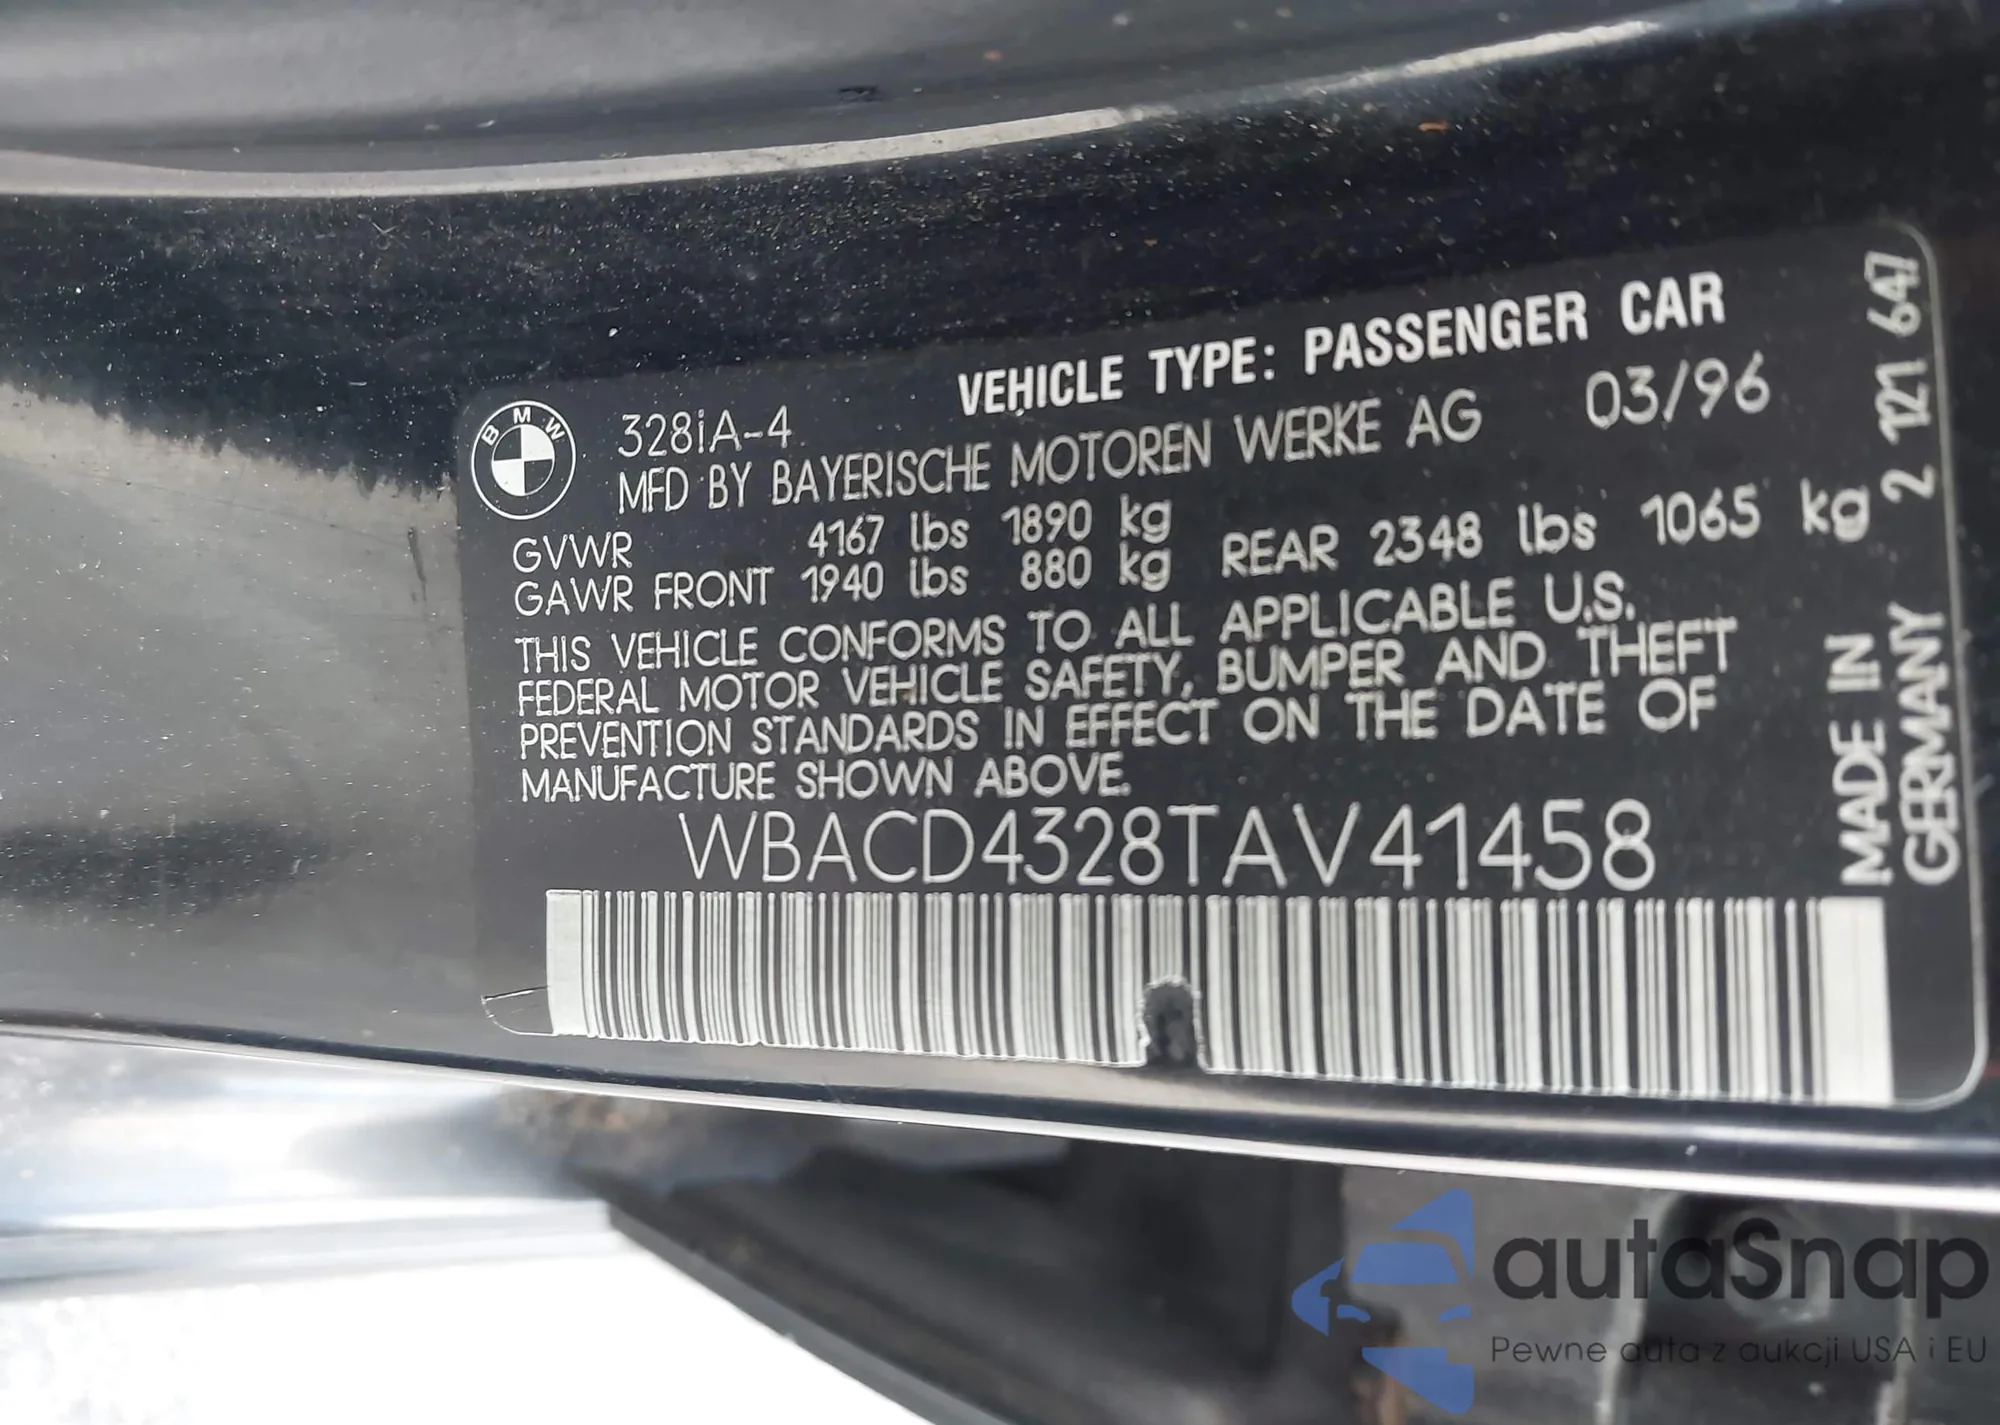 BMW
VEHICLE TYPE: PASSENGER CAR
328iA-4
MFD BY BAYERISCHE MOTOREN WERKE AG 03/96
GVWR 4167 lbs 1890 kg
GAWR FRONT 1940 lbs 880 kg REAR 2348 lbs 1065 kg
THIS VEHICLE CONFORMS TO ALL APPLICABLE U.S.
FEDERAL MOTOR VEHICLE SAFETY, BUMPER AND THEFT
PREVENTION STANDARDS IN EFFECT ON THE DATE OF
MANUFACTURE SHOWN ABOVE.
WBACD4328TAV41458
MADE IN
GERMANY 2 121 647
autaSnap
Pewne auta z aukcji USA i EU